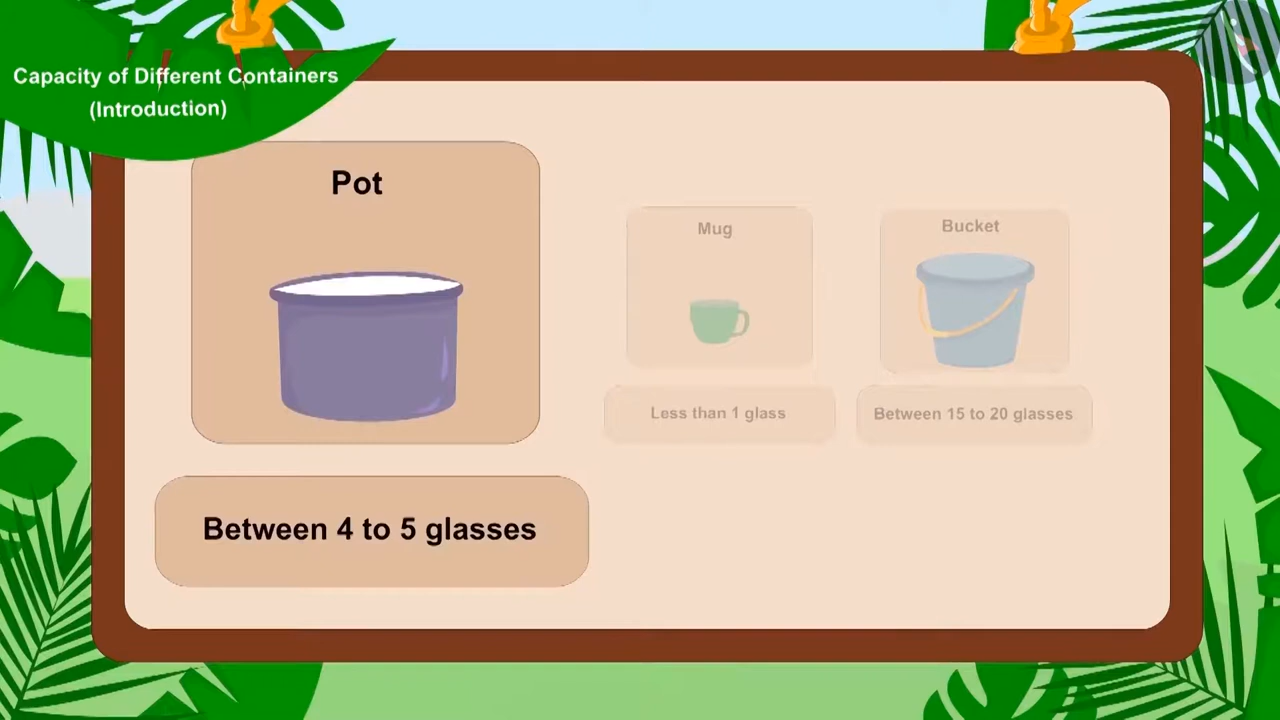 Capacity of Different Containers
(Introduction)
Pot
Between 4 to 5 glasses
Mug
Less than 1 glass
Bucket
Between 15 to 20 glasses